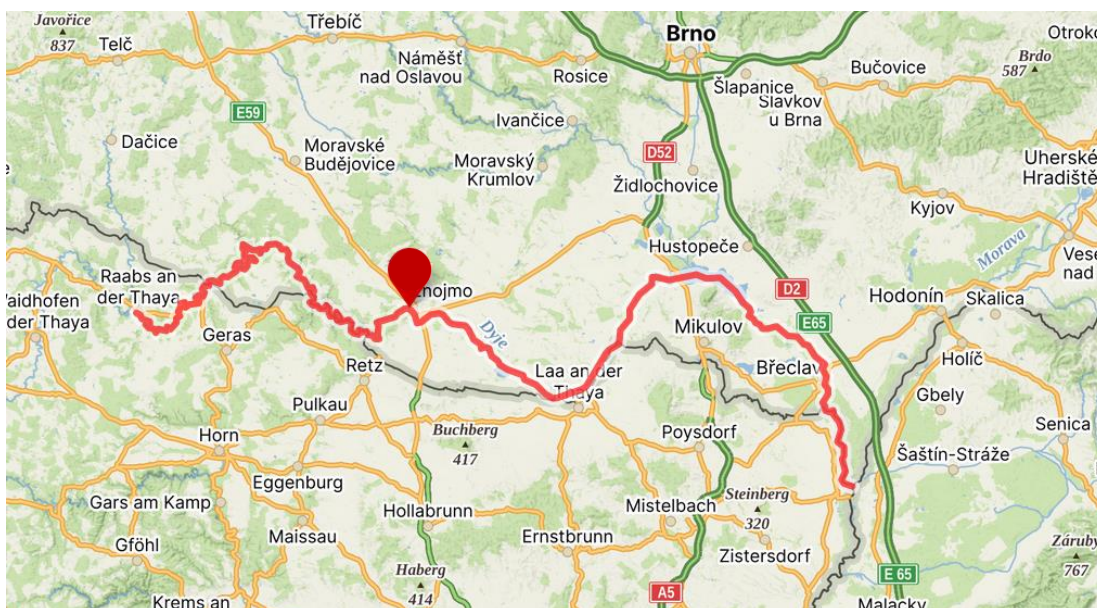 Javořice
837
Telč
Třebíč
Náměšť
nad Oslavou
Rosice
Brno
Šlapanice
Slavkov
u Brna
Bučovice
Brdo
587
Otroko
E59
Dačice
Moravské
Budějovice
Ivančice
Moravský
Krumlov
D52
Židlochovice
Kyjov
Uherské
Hradiště
Hustopeče
Morava
Vese
nad
Raabs an
der Thaya
Waidhofen
der Thaya
Geras
Znojmo
Dyje
D2
E65
Mikulov
Hodonín
Skalica
Holíč
Retz
Laa an der
Thaya
Břeclav
Gbely
Senica
Pulkau
Horn
Buchberg
417
Poysdorf
Šaštín-Stráže
Eggenburg
Gars am Kamp
Maissau
Hollabrunn
Ernstbrunn
Mistelbach
Steinberg
320
Zistersdorf
Gföhl
Haberg
414
Krems an
A5
E 65
Malacky
Záruby
767